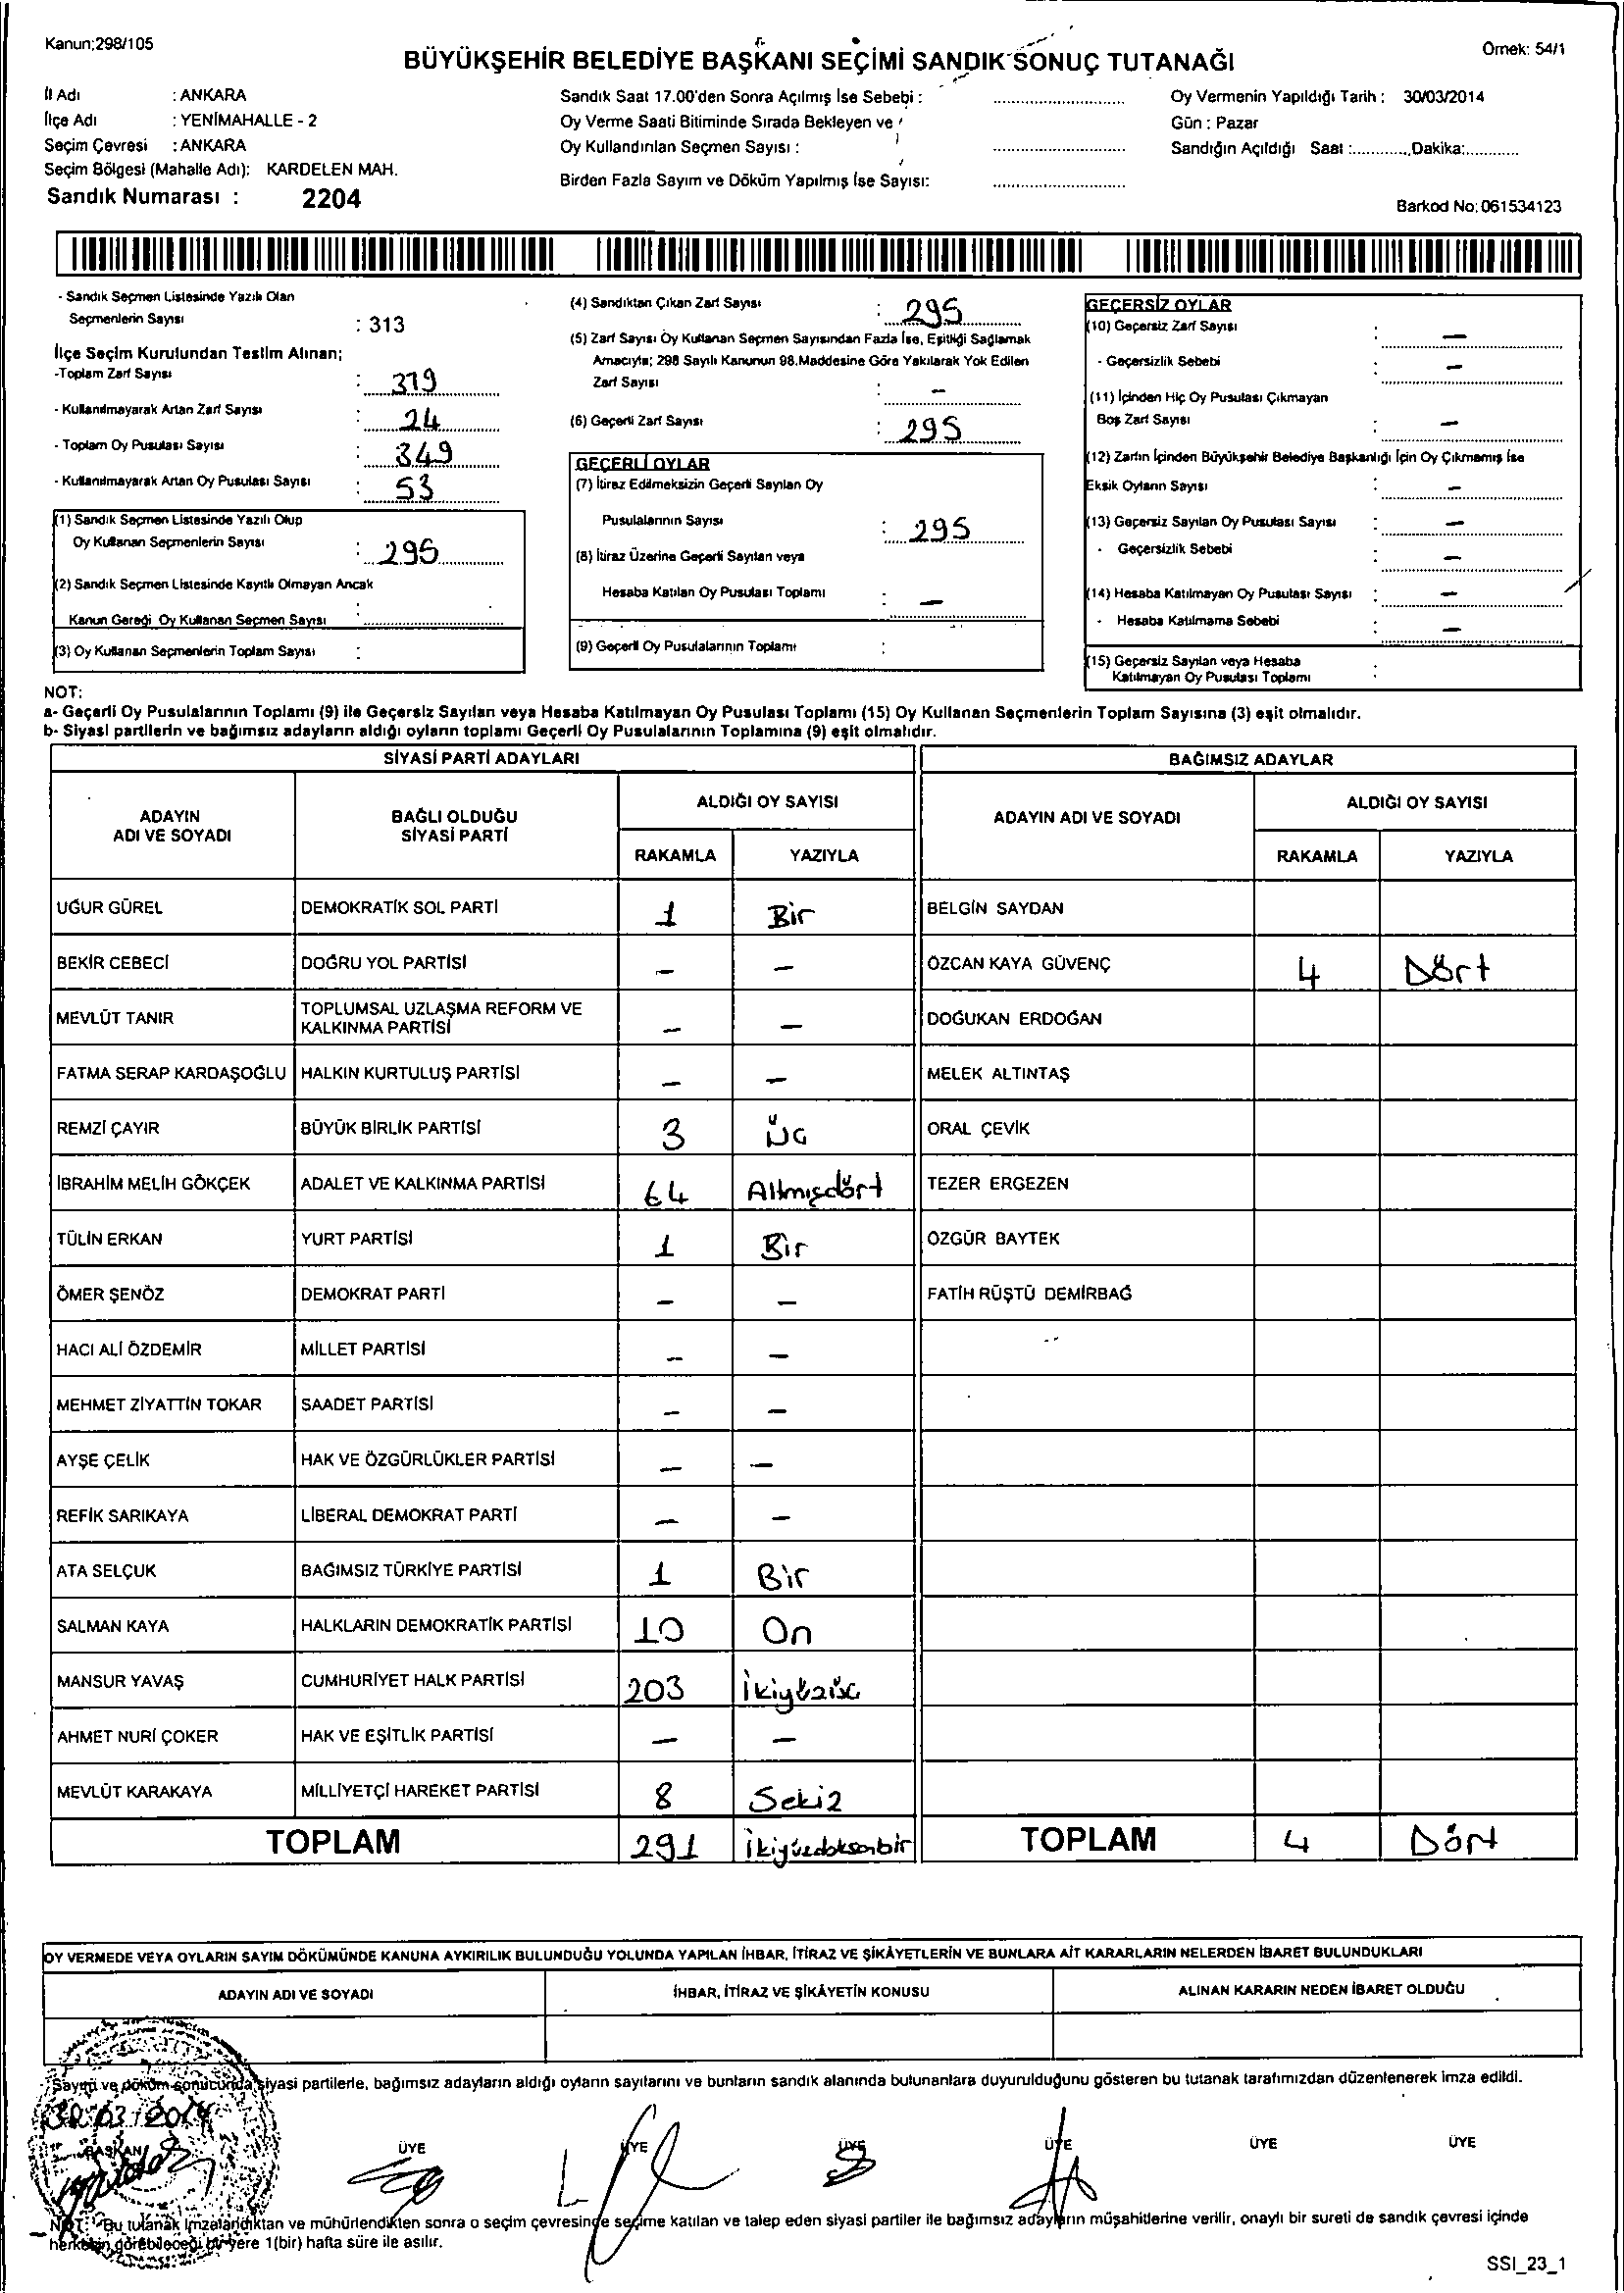 Kanun;298/105
BÜYÜKŞEHİR BELEDİYE BAŞKANI SEÇİMİ SANDIK SONUÇ TUTANAĞI
Örnek: 54/1
İl Adı : ANKARA
İlçe Adı : YENİMAHALLE - 2
Seçim Çevresi : ANKARA
Seçim Bölgesi (Mahalle Adı): KARDELEN MAH.
Sandık Numarası : 2204
Sandık Saat 17.00'den Sonra Açılmış İse Sebebi : ............................
Oy Verme Saati Bitiminde Sırada Bekleyen ve
Oy Kullandırılan Seçmen Sayısı : ............................
Birden Fazla Sayım ve Döküm Yapılmış İse Sayısı: ............................
Oy Vermenin Yapıldığı Tarih : 30/03/2014
Gün : Pazar
Sandığın Açıldığı Saat :............Dakika:............
Barkod No: 061534123
- Sandık Seçmen Listesinde Yazılı Olan
Seçmenlerin Sayısı : 313
İlçe Seçim Kurulundan Teslim Alınan;
-Toplam Zarf Sayısı : 319
- Kullanılmayarak Artan Zarf Sayısı : 24
- Toplam Oy Pusulası Sayısı : 349
- Kullanılmayarak Artan Oy Pusulası Sayısı : 53
(1) Sandık Seçmen Listesinde Yazılı Olup
Oy Kullanan Seçmenlerin Sayısı : 295
(2) Sandık Seçmen Listesinde Kayıtlı Olmayan Ancak
Kanun Gereği Oy Kullanan Seçmen Sayısı :
(3) Oy Kullanan Seçmenlerin Toplam Sayısı :
(4) Sandıktan Çıkan Zarf Sayısı : 295
(5) Zarf Sayısı Oy Kullanan Seçmen Sayısından Fazla İse, Eşitliği Sağlamak
Amacıyla; 298 Sayılı Kanunun 98.Maddesine Göre Yakılarak Yok Edilen
Zarf Sayısı : -
(6) Geçerli Zarf Sayısı : 295
GEÇERLİ OYLAR
(7) İtiraz Edilmeksizin Geçerli Sayılan Oy
Pusulalarının Sayısı : 295
(8) İtiraz Üzerine Geçerli Sayılan veya
Hesaba Katılan Oy Pusulası Toplamı : -
(9) Geçerli Oy Pusulalarının Toplamı :
GEÇERSİZ OYLAR
(10) Geçersiz Zarf Sayısı : -
- Geçersizlik Sebebi : -
(11) İçinden Hiç Oy Pusulası Çıkmayan
Boş Zarf Sayısı : -
(12) Zarfın İçinden Büyükşehir Belediye Başkanlığı İçin Oy Çıkmamış İse
Eksik Oyların Sayısı : -
(13) Geçersiz Sayılan Oy Pusulası Sayısı : -
- Geçersizlik Sebebi : -
(14) Hesaba Katılmayan Oy Pusulası Sayısı : -
- Hesaba Katılmama Sebebi : -
(15) Geçersiz Sayılan veya Hesaba
Katılmayan Oy Pusulası Toplamı :
NOT:
a- Geçerli Oy Pusulalarının Toplamı (9) ile Geçersiz Sayılan veya Hesaba Katılmayan Oy Pusulası Toplamı (15) Oy Kullanan Seçmenlerin Toplam Sayısına (3) eşit olmalıdır.
b- Siyasi partilerin ve bağımsız adayların aldığı oyların toplamı Geçerli Oy Pusulalarının Toplamına (9) eşit olmalıdır.
SİYASİ PARTİ ADAYLARI BAĞIMSIZ ADAYLAR
ADAYIN ADI VE SOYADI BAĞLI OLDUĞU SİYASİ PARTİ ALDIĞI OY SAYISI ADAYIN ADI VE SOYADI ALDIĞI OY SAYISI
RAKAMLA YAZIYLA RAKAMLA YAZIYLA
UĞUR GÜREL DEMOKRATİK SOL PARTİ 1 Bir BELGİN SAYDAN
BEKİR CEBECİ DOĞRU YOL PARTİSİ - - ÖZCAN KAYA GÜVENÇ 4 Dört
MEVLÜT TANIR TOPLUMSAL UZLAŞMA REFORM VE KALKINMA PARTİSİ - - DOĞUKAN ERDOĞAN
FATMA SERAP KARDAŞOĞLU HALKIN KURTULUŞ PARTİSİ - - MELEK ALTINTAŞ
REMZİ ÇAYIR BÜYÜK BİRLİK PARTİSİ 3 Üç ORAL ÇEVİK
İBRAHİM MELİH GÖKÇEK ADALET VE KALKINMA PARTİSİ 64 Altmışdört TEZER ERGEZEN
TÜLİN ERKAN YURT PARTİSİ 1 Bir ÖZGÜR BAYTEK
ÖMER ŞENÖZ DEMOKRAT PARTİ - - FATİH RÜŞTÜ DEMİRBAĞ
HACI ALİ ÖZDEMİR MİLLET PARTİSİ - -
MEHMET ZİYATTİN TOKAR SAADET PARTİSİ - -
AYŞE ÇELİK HAK VE ÖZGÜRLÜKLER PARTİSİ - -
REFİK SARIKAYA LİBERAL DEMOKRAT PARTİ - -
ATA SELÇUK BAĞIMSIZ TÜRKİYE PARTİSİ 1 Bir
SALMAN KAYA HALKLARIN DEMOKRATİK PARTİSİ 10 On
MANSUR YAVAŞ CUMHURİYET HALK PARTİSİ 203 İkiyüzüç
AHMET NURİ ÇOKER HAK VE EŞİTLİK PARTİSİ - -
MEVLÜT KARAKAYA MİLLİYETÇİ HAREKET PARTİSİ 8 Sekiz
TOPLAM 291 İkiyüzdoksanbir TOPLAM 4 Dört
OY VERMEDE VEYA OYLARIN SAYIM DÖKÜMÜNDE KANUNA AYKIRILIK BULUNDUĞU YOLUNDA YAPILAN İHBAR, İTİRAZ VE ŞİKÂYETLERİN VE BUNLARA AİT KARARLARIN NELERDEN İBARET BULUNDUKLARI
ADAYIN ADI VE SOYADI İHBAR, İTİRAZ VE ŞİKÂYETİN KONUSU ALINAN KARARIN NEDEN İBARET OLDUĞU
Sayım ve döküm sonucunda siyasi partilerle, bağımsız adayların aldığı oyların sayılarını ve bunların sandık alanında bulunanlara duyurulduğunu gösteren bu tutanak tarafımızdan düzenlenerek imza edildi.
30/03/2014
BAŞKAN ÜYE ÜYE ÜYE ÜYE ÜYE ÜYE
NOT: Bu tutanak imzalandıktan ve mühürlendikten sonra o seçim çevresinde seçime katılan ve talep eden siyasi partiler ile bağımsız adayların müşahitlerine verilir, onaylı bir sureti de sandık çevresi içinde
herkesin görebileceği bir yere 1(bir) hafta süre ile asılır.
SSI_23_1